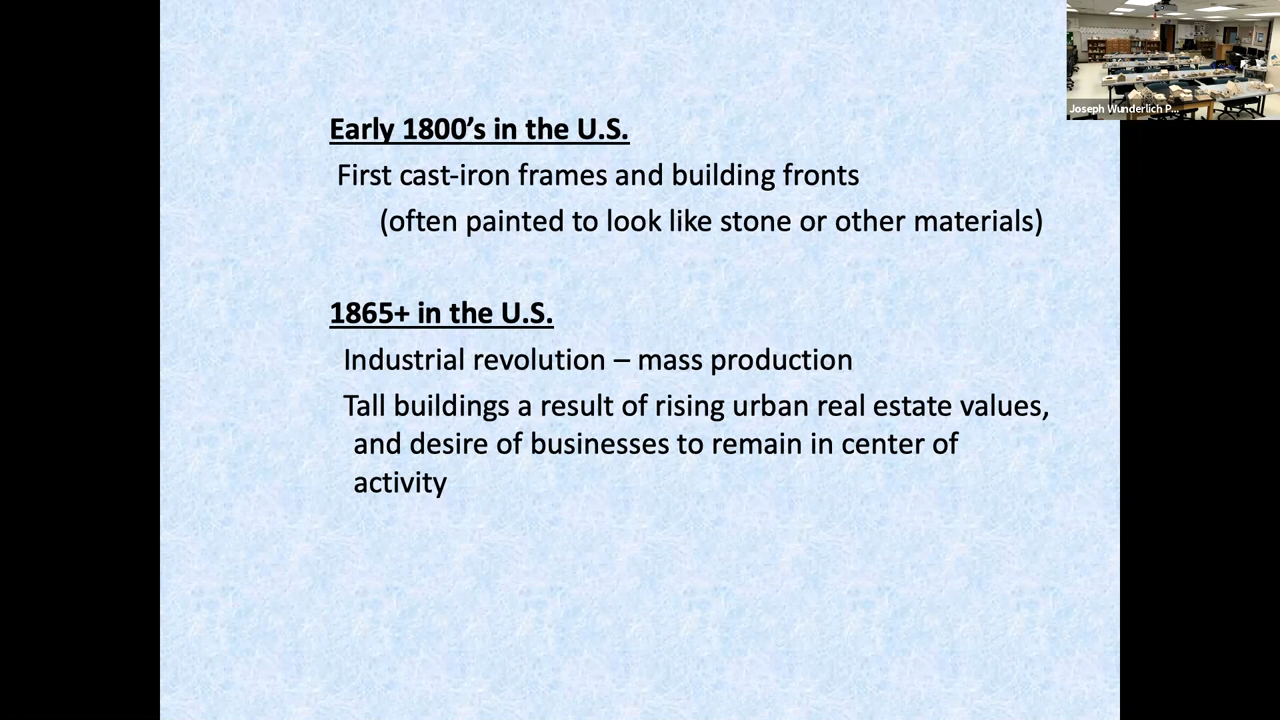 Early 1800’s in the U.S.
First cast-iron frames and building fronts
(often painted to look like stone or other materials)
1865+ in the U.S.
Industrial revolution – mass production
Tall buildings a result of rising urban real estate values,
and desire of businesses to remain in center of
activity
Joseph Wunderlich P...